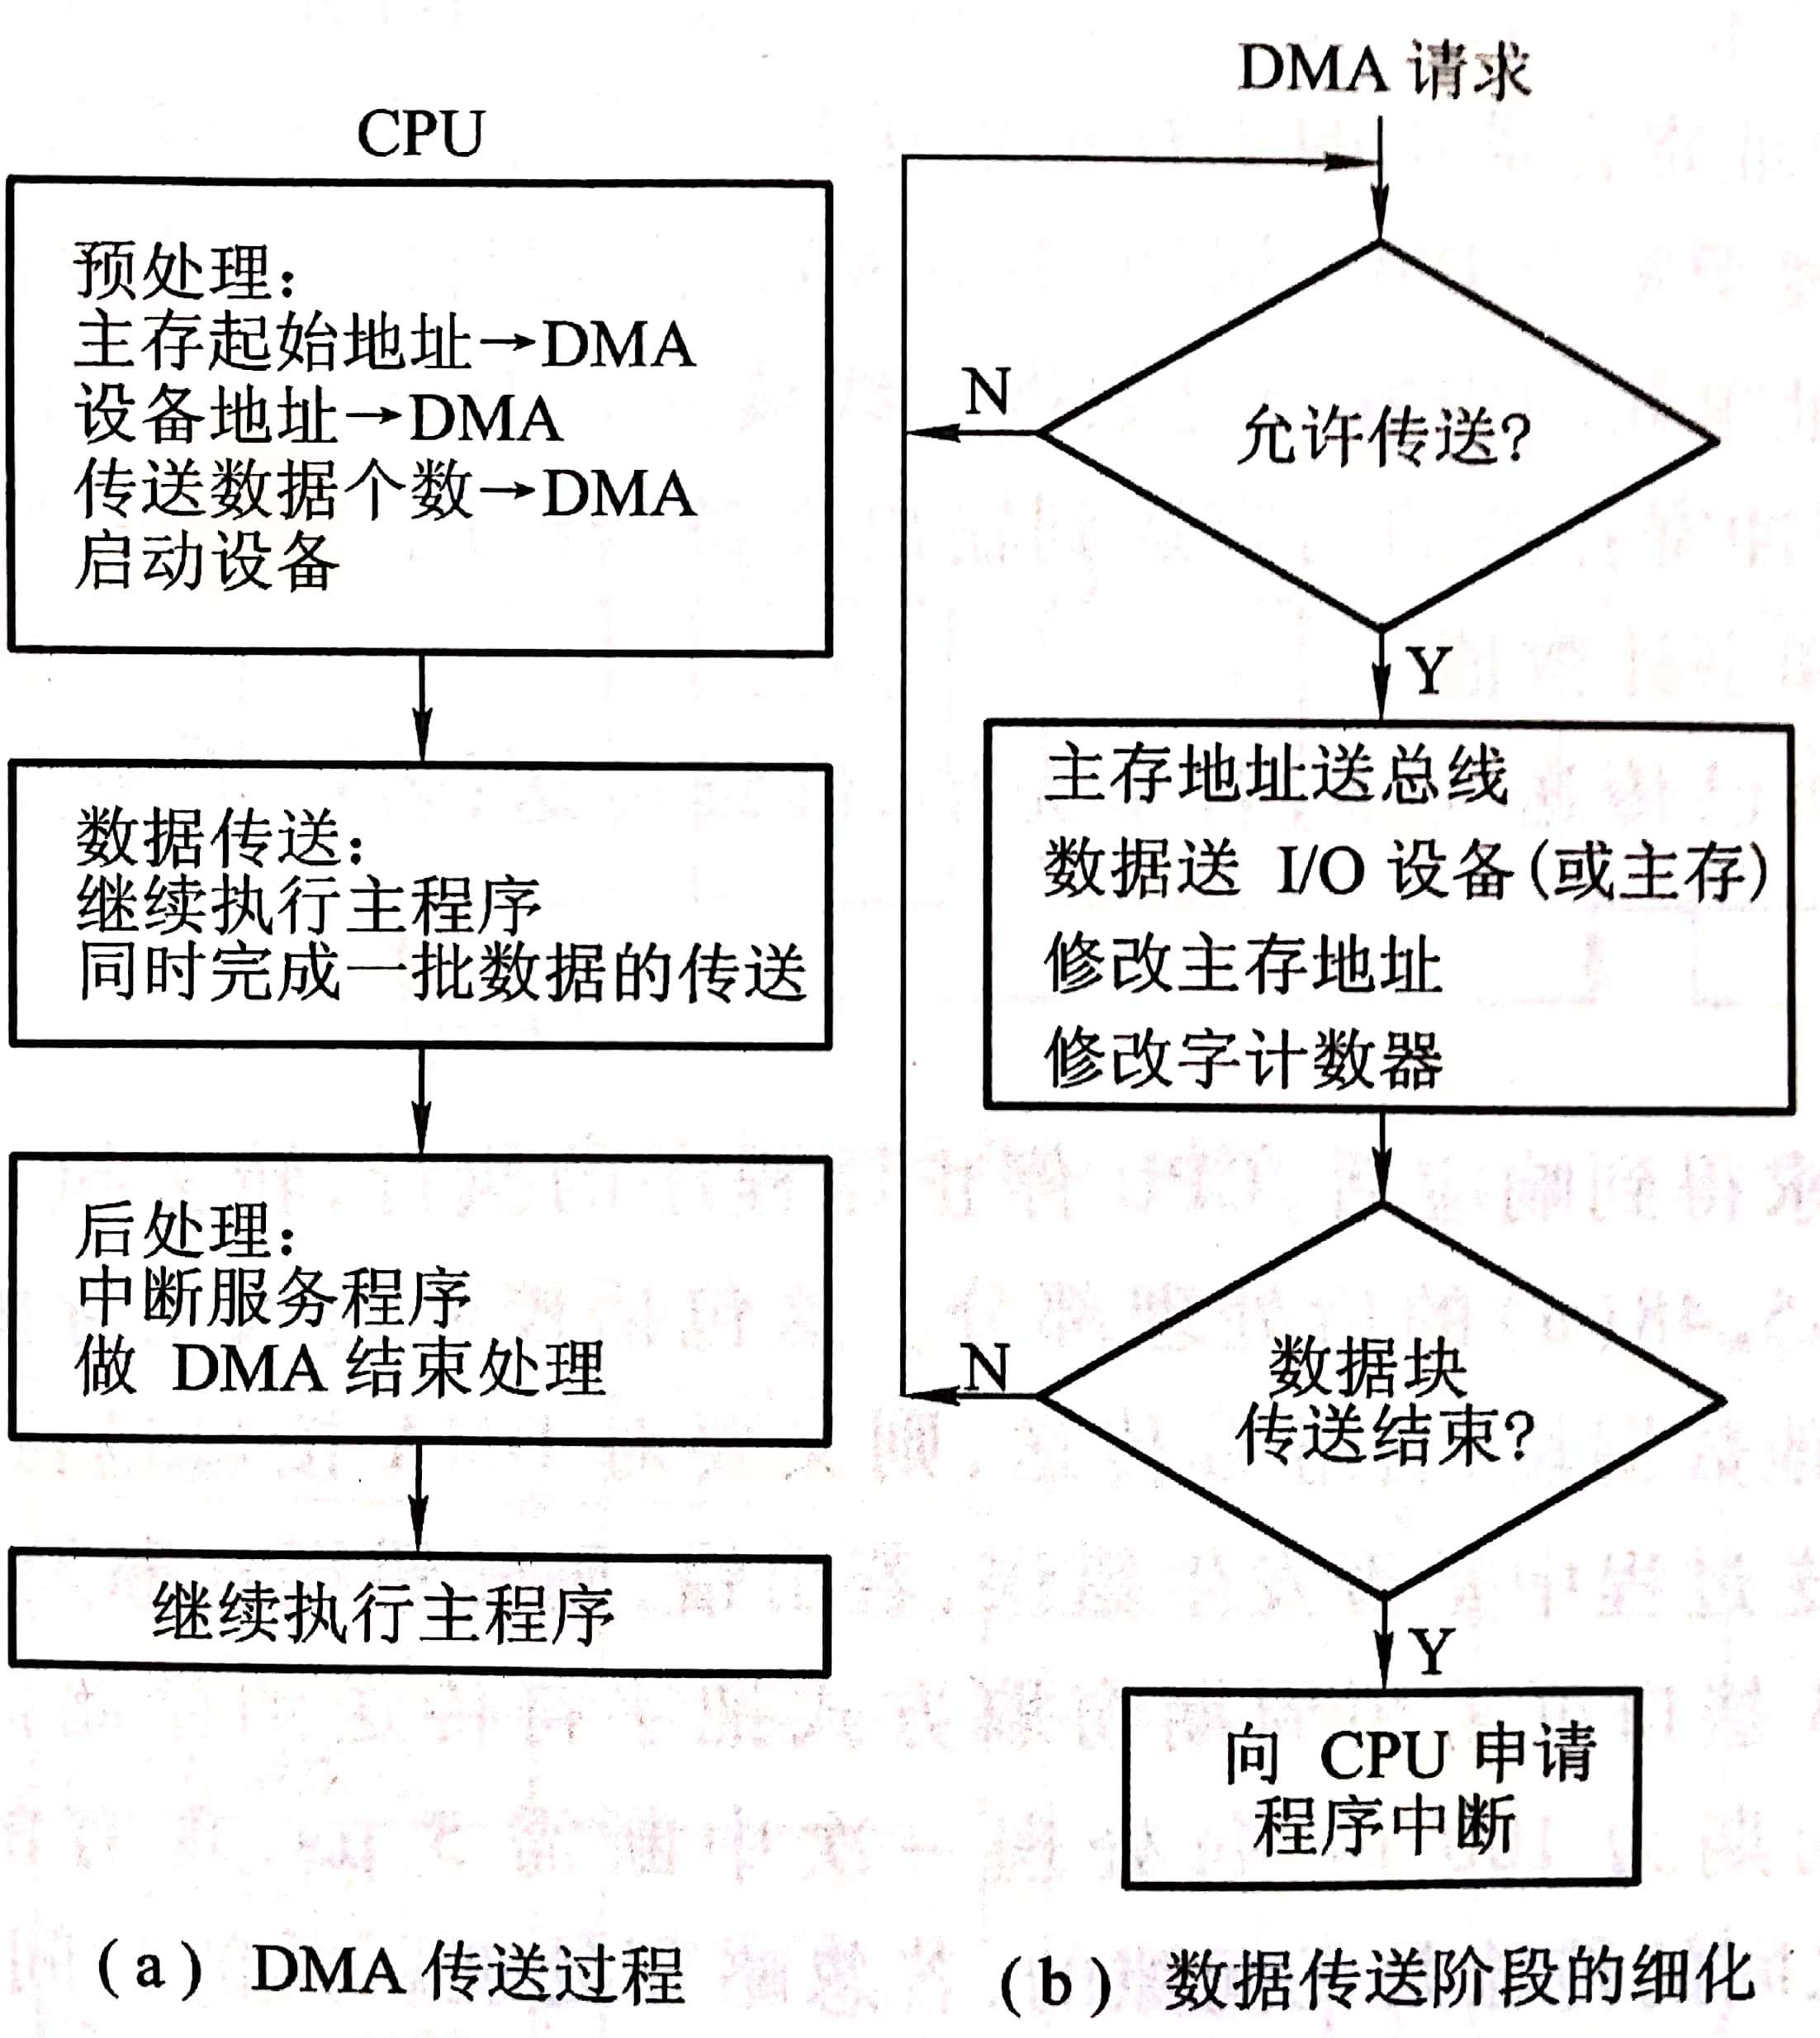 CPU
预处理：
主存起始地址→DMA
设备地址→DMA
传送数据个数→DMA
启动设备
数据传送：
继续执行主程序
同时完成一批数据的传送
后处理：
中断服务程序
做 DMA 结束处理
继续执行主程序
(a) DMA 传送过程
DMA 请求
允许传送?
N
Y
主存地址送总线
数据送 I/O 设备(或主存)
修改主存地址
修改字计数器
数据块
传送结束?
N
Y
向 CPU 申请
程序中断
(b) 数据传送阶段的细化